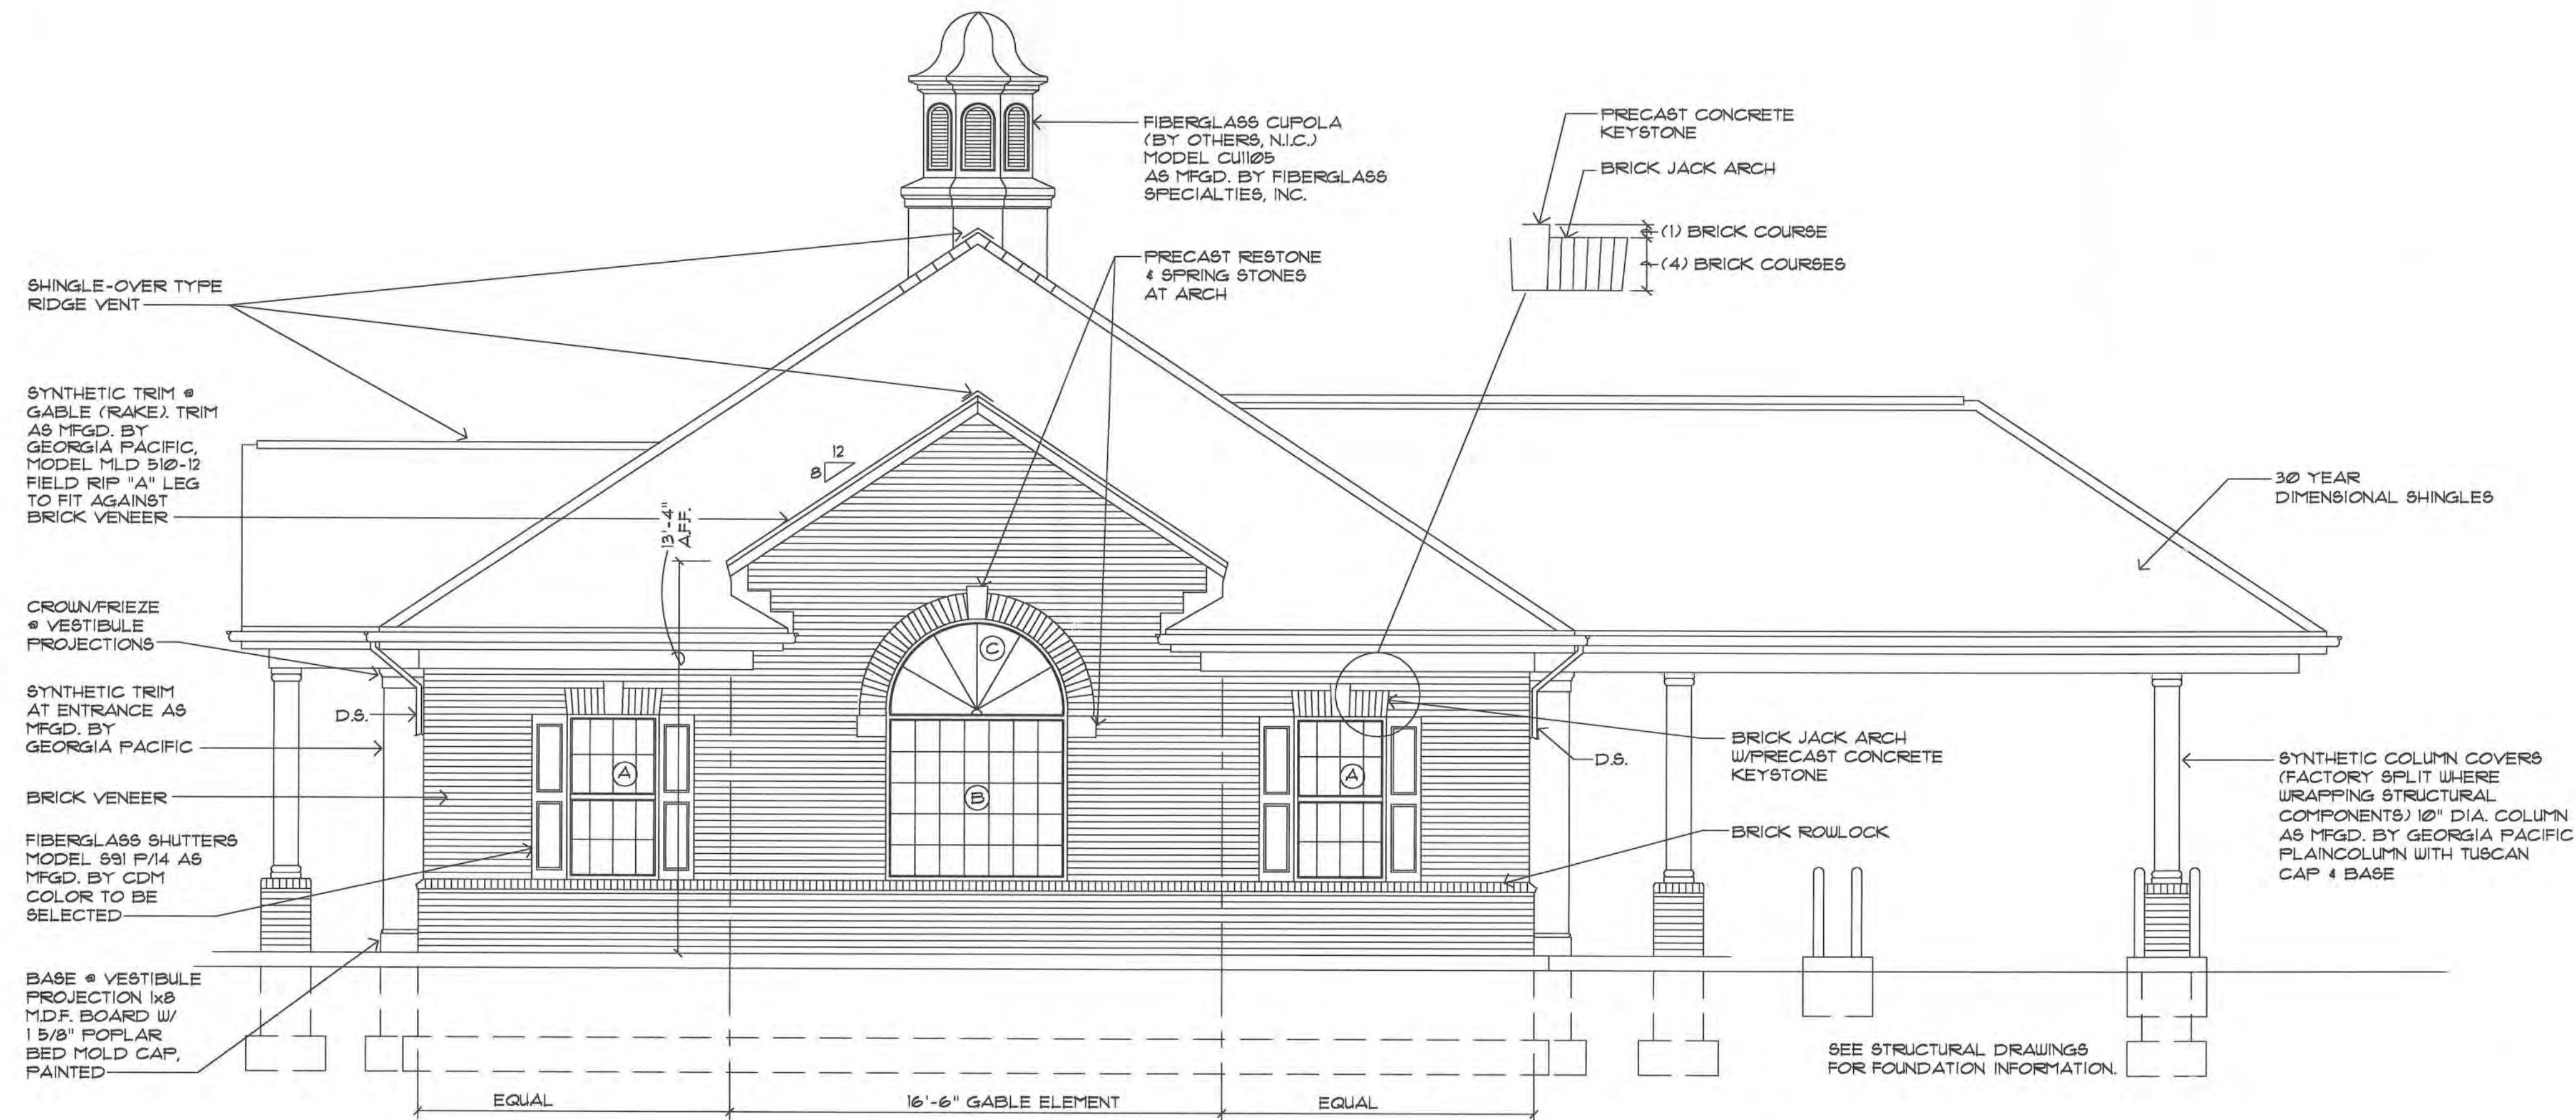 FIBERGLASS CUPOLA
(BY OTHERS, N.I.C.)
MODEL CU1105
AS MFGD. BY FIBERGLASS
SPECIALTIES, INC.
PRECAST CONCRETE
KEYSTONE
BRICK JACK ARCH
(1) BRICK COURSE
(4) BRICK COURSES
PRECAST RESTONE
& SPRING STONES
AT ARCH
SHINGLE-OVER TYPE
RIDGE VENT
SYNTHETIC TRIM @
GABLE (RAKE). TRIM
AS MFGD. BY
GEORGIA PACIFIC,
MODEL MLD 510-12
FIELD RIP "A" LEG
TO FIT AGAINST
BRICK VENEER
12
8
13'-4"
A.F.F.
30 YEAR
DIMENSIONAL SHINGLES
CROWN/FRIEZE
@ VESTIBULE
PROJECTIONS
SYNTHETIC TRIM
AT ENTRANCE AS
MFGD. BY
GEORGIA PACIFIC
D.S.
BRICK VENEER
FIBERGLASS SHUTTERS
MODEL S91 P/14 AS
MFGD. BY CDM
COLOR TO BE
SELECTED
BASE @ VESTIBULE
PROJECTION 1x8
M.D.F. BOARD W/
1 5/8" POPLAR
BED MOLD CAP,
PAINTED
A
C
B
A
D.S.
BRICK JACK ARCH
W/PRECAST CONCRETE
KEYSTONE
BRICK ROWLOCK
SYNTHETIC COLUMN COVERS
(FACTORY SPLIT WHERE
WRAPPING STRUCTURAL
COMPONENTS) 10" DIA. COLUMN
AS MFGD. BY GEORGIA PACIFIC
PLAINCOLUMN WITH TUSCAN
CAP & BASE
SEE STRUCTURAL DRAWINGS
FOR FOUNDATION INFORMATION.
EQUAL
16'-6" GABLE ELEMENT
EQUAL